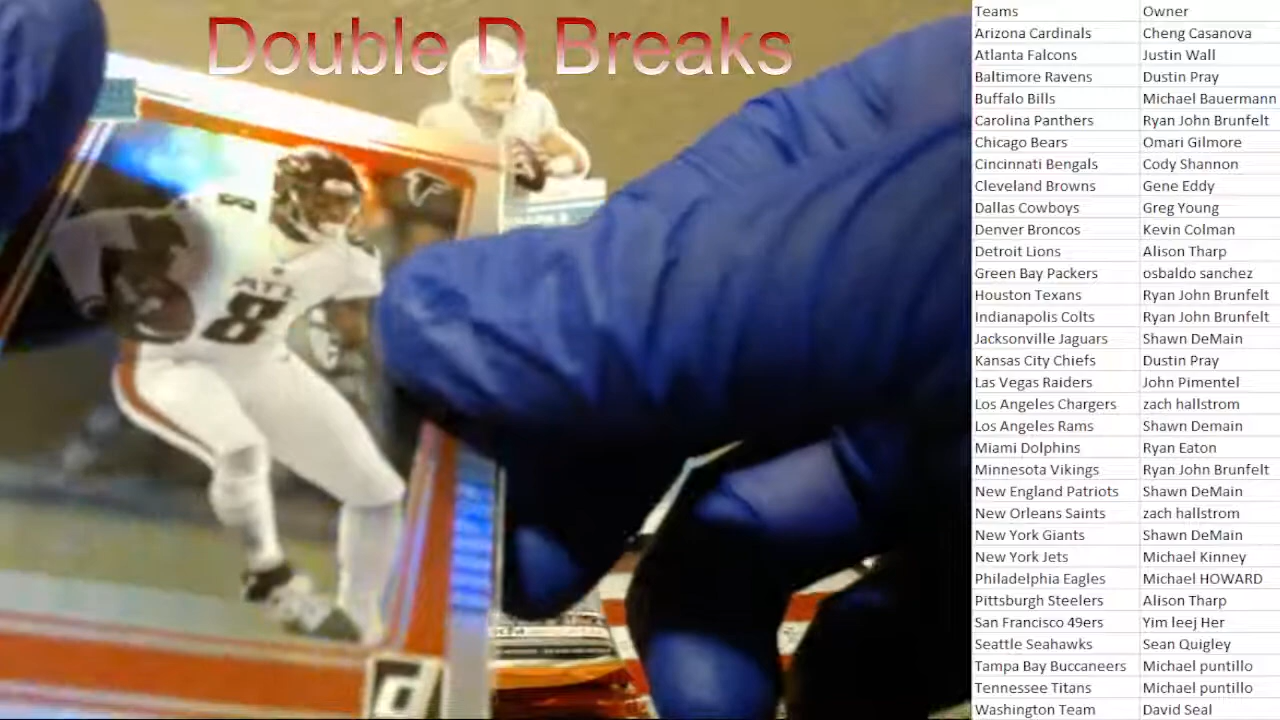 Double D Breaks
ATL
8
Teams Owner
Arizona Cardinals Cheng Casanova
Atlanta Falcons Justin Wall
Baltimore Ravens Dustin Pray
Buffalo Bills Michael Bauermann
Carolina Panthers Ryan John Brunfelt
Chicago Bears Omari Gilmore
Cincinnati Bengals Cody Shannon
Cleveland Browns Gene Eddy
Dallas Cowboys Greg Young
Denver Broncos Kevin Colman
Detroit Lions Alison Tharp
Green Bay Packers osbaldo sanchez
Houston Texans Ryan John Brunfelt
Indianapolis Colts Ryan John Brunfelt
Jacksonville Jaguars Shawn DeMain
Kansas City Chiefs Dustin Pray
Las Vegas Raiders John Pimentel
Los Angeles Chargers zach hallstrom
Los Angeles Rams Shawn Demain
Miami Dolphins Ryan Eaton
Minnesota Vikings Ryan John Brunfelt
New England Patriots Shawn DeMain
New Orleans Saints zach hallstrom
New York Giants Shawn DeMain
New York Jets Michael Kinney
Philadelphia Eagles Michael HOWARD
Pittsburgh Steelers Alison Tharp
San Francisco 49ers Yim leej Her
Seattle Seahawks Sean Quigley
Tampa Bay Buccaneers Michael puntillo
Tennessee Titans Michael puntillo
Washington Team David Seal